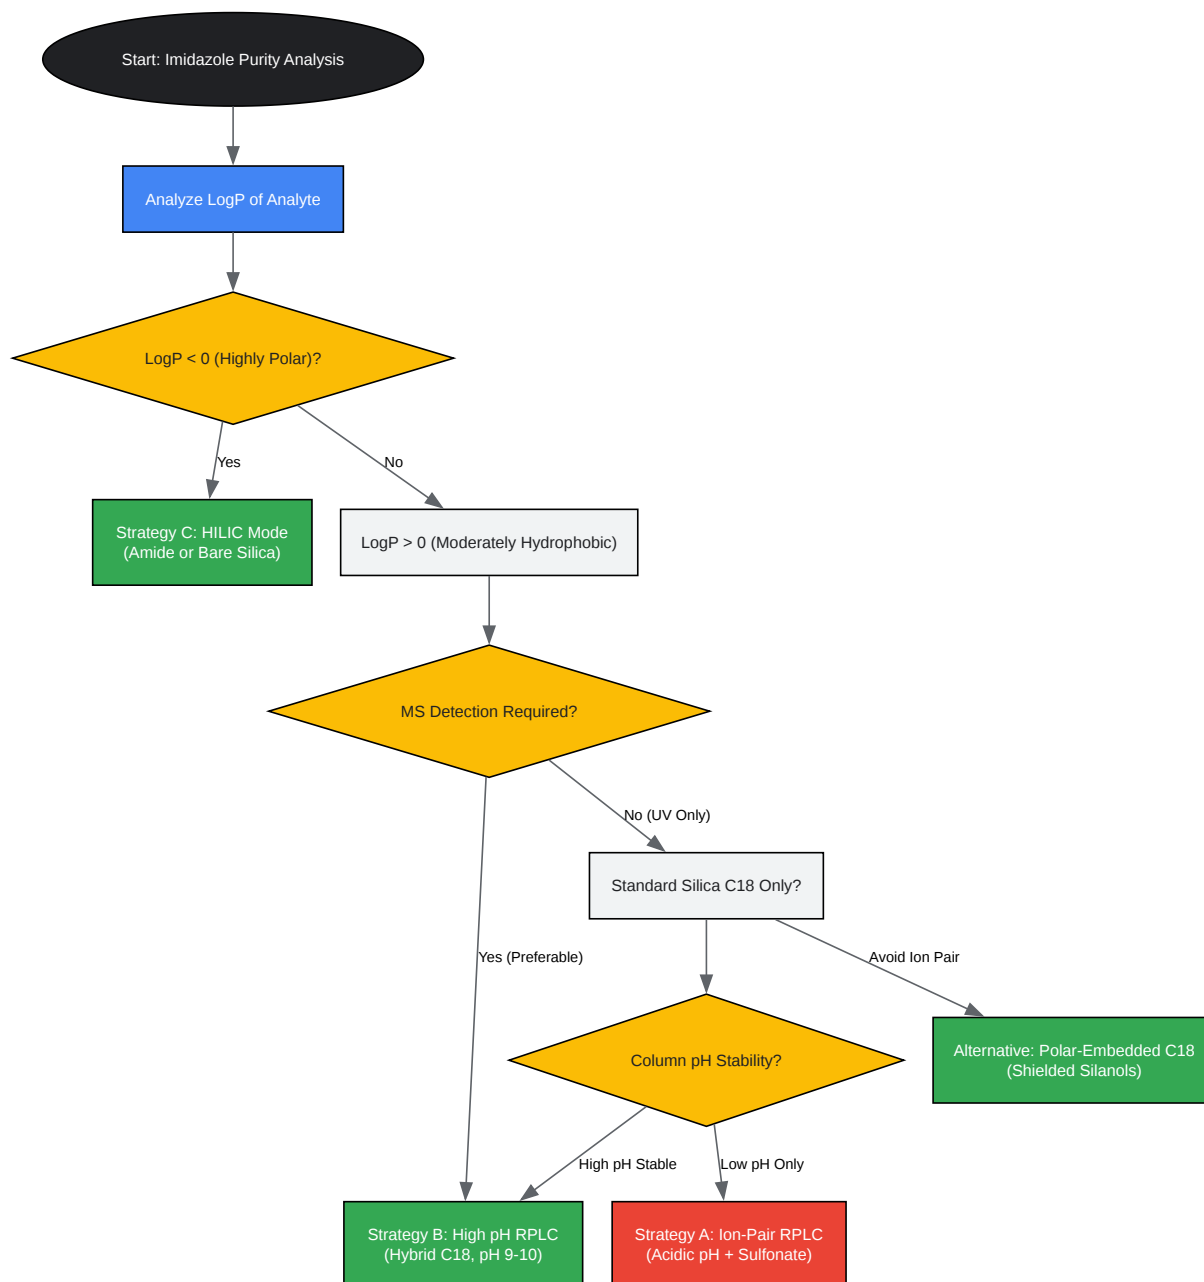 Start: Imidazole Purity Analysis
Analyze LogP of Analyte
LogP < 0 (Highly Polar)?
Yes
No
Strategy C: HILIC Mode
(Amide or Bare Silica)
LogP > 0 (Moderately Hydrophobic)
MS Detection Required?
No (UV Only)
Standard Silica C18 Only?
Yes (Preferable)
Avoid Ion Pair
Column pH Stability?
Alternative: Polar-Embedded C18
(Shielded Silanols)
High pH Stable
Low pH Only
Strategy B: High pH RPLC
(Hybrid C18, pH 9-10)
Strategy A: Ion-Pair RPLC
(Acidic pH + Sulfonate)